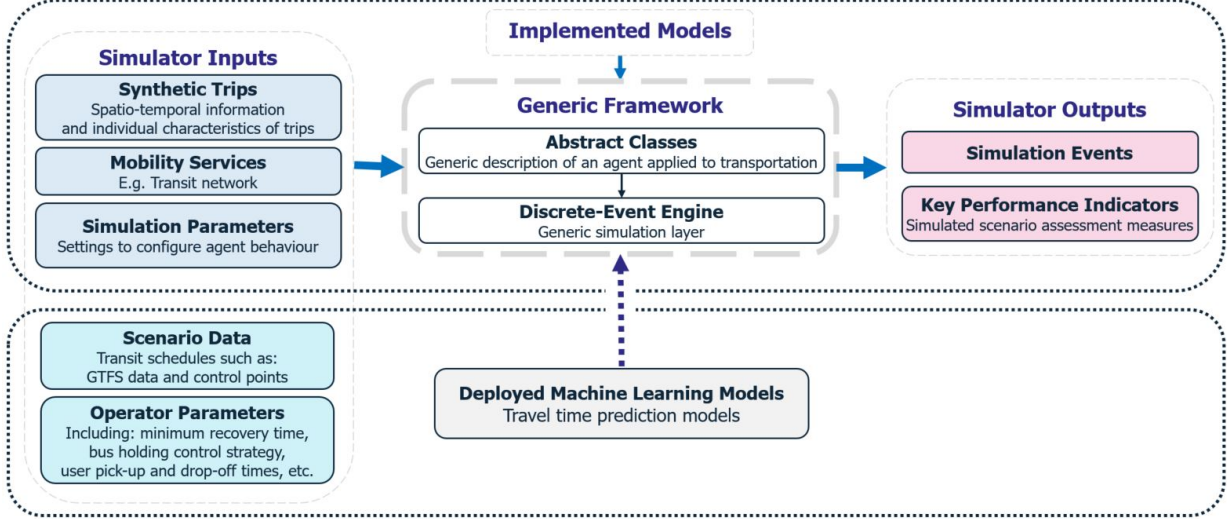 Implemented Models
Simulator Inputs
Synthetic Trips
Spatio-temporal information
and individual characteristics of trips
Mobility Services
E.g. Transit network
Simulation Parameters
Settings to configure agent behaviour
Generic Framework
Abstract Classes
Generic description of an agent applied to transportation
Discrete-Event Engine
Generic simulation layer
Simulator Outputs
Simulation Events
Key Performance Indicators
Simulated scenario assessment measures
Scenario Data
Transit schedules such as:
GTFS data and control points
Operator Parameters
Including: minimum recovery time,
bus holding control strategy,
user pick-up and drop-off times, etc.
Deployed Machine Learning Models
Travel time prediction models